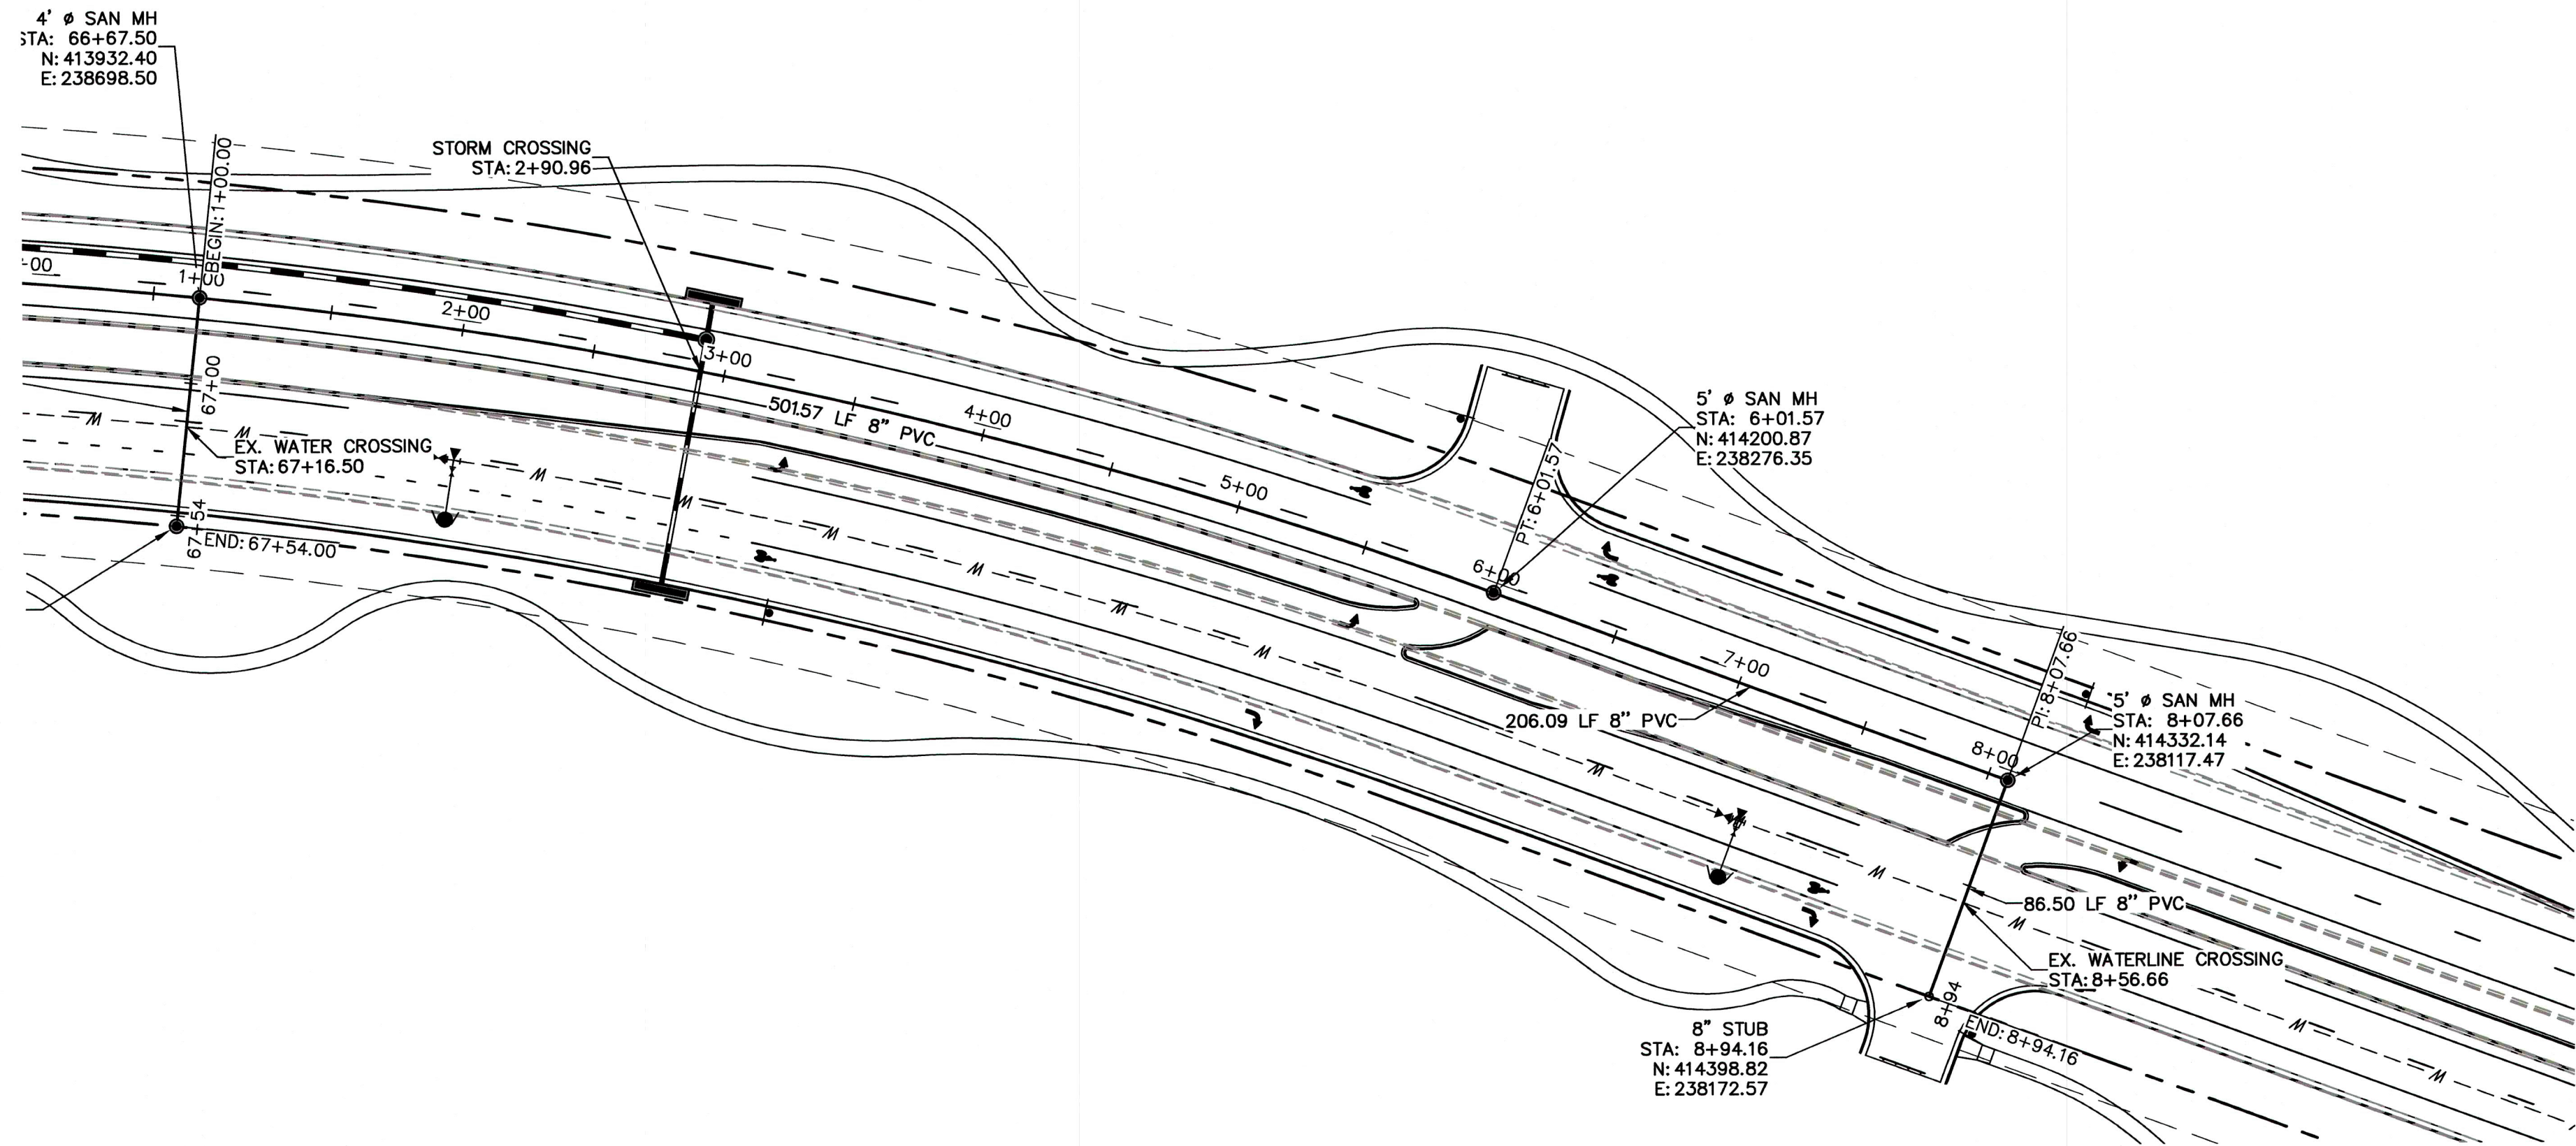 4' ø SAN MH
STA: 66+67.50
N: 413932.40
E: 238698.50
BEGIN: 1+00.00
STORM CROSSING
STA: 2+90.96
-00
1+00
2+00
3+00
4+00
5+00
6+00
7+00
8+00
501.57 LF 8" PVC
67+00
W
W
EX. WATER CROSSING
STA: 67+16.50
67+54
END: 67+54.00
W
W
W
W
W
W
PT: 6+01.57
5' ø SAN MH
STA: 6+01.57
N: 414200.87
E: 238276.35
206.09 LF 8" PVC
W
PI: 8+07.66
5' ø SAN MH
STA: 8+07.66
N: 414332.14
E: 238117.47
W
86.50 LF 8" PVC
W
EX. WATERLINE CROSSING
STA: 8+56.66
8+94
END: 8+94.16
8" STUB
STA: 8+94.16
N: 414398.82
E: 238172.57
W
W